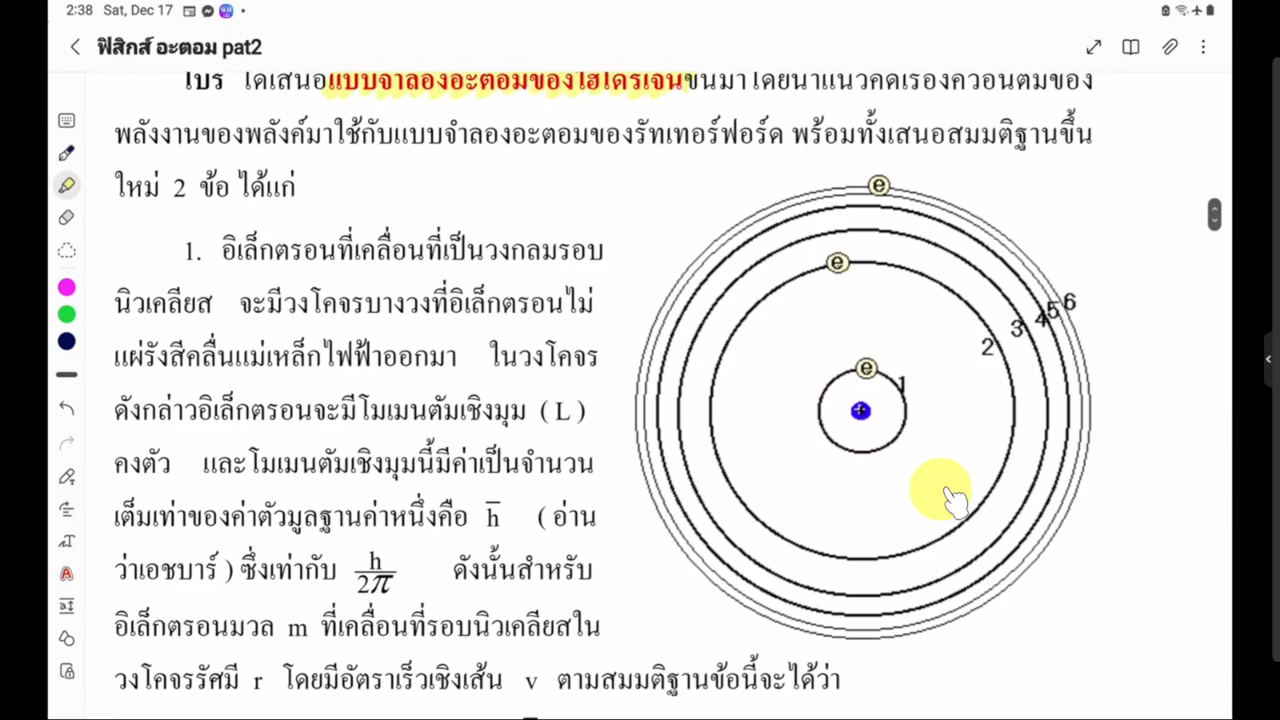 2:38 Sat, Dec 17
ฟิสิกส์ อะตอม pat2
โบร์ ได้เสนอแบบจำลองอะตอมของไฮโดรเจนขึ้นมาโดยนำแนวคิดเรื่องควอนตัมของ
พลังงานของพลังค์มาใช้กับแบบจำลองอะตอมของรัทเทอร์ฟอร์ด พร้อมทั้งเสนอสมมติฐานขึ้น
ใหม่ 2 ข้อ ได้แก่
1. อิเล็กตรอนที่เคลื่อนที่เป็นวงกลมรอบ
นิวเคลียส จะมีวงโคจรบางวงที่อิเล็กตรอนไม่
แผ่รังสีคลื่นแม่เหล็กไฟฟ้าออกมา ในวงโคจร
ดังกล่าวอิเล็กตรอนจะมีโมเมนตัมเชิงมุม ( L )
คงตัว และโมเมนตัมเชิงมุมนี้มีค่าเป็นจำนวน
เต็มเท่าของค่าตัวมูลฐานค่าหนึ่งคือ h̄ ( อ่าน
ว่าเอชบาร์ ) ซึ่งเท่ากับ h/2π ดังนั้นสำหรับ
อิเล็กตรอนมวล m ที่เคลื่อนที่รอบนิวเคลียสใน
วงโคจรรัศมี r โดยมีอัตราเร็วเชิงเส้น v ตามสมมติฐานข้อนี้จะได้ว่า
e
e
e
1
2
3
4
5
6
+